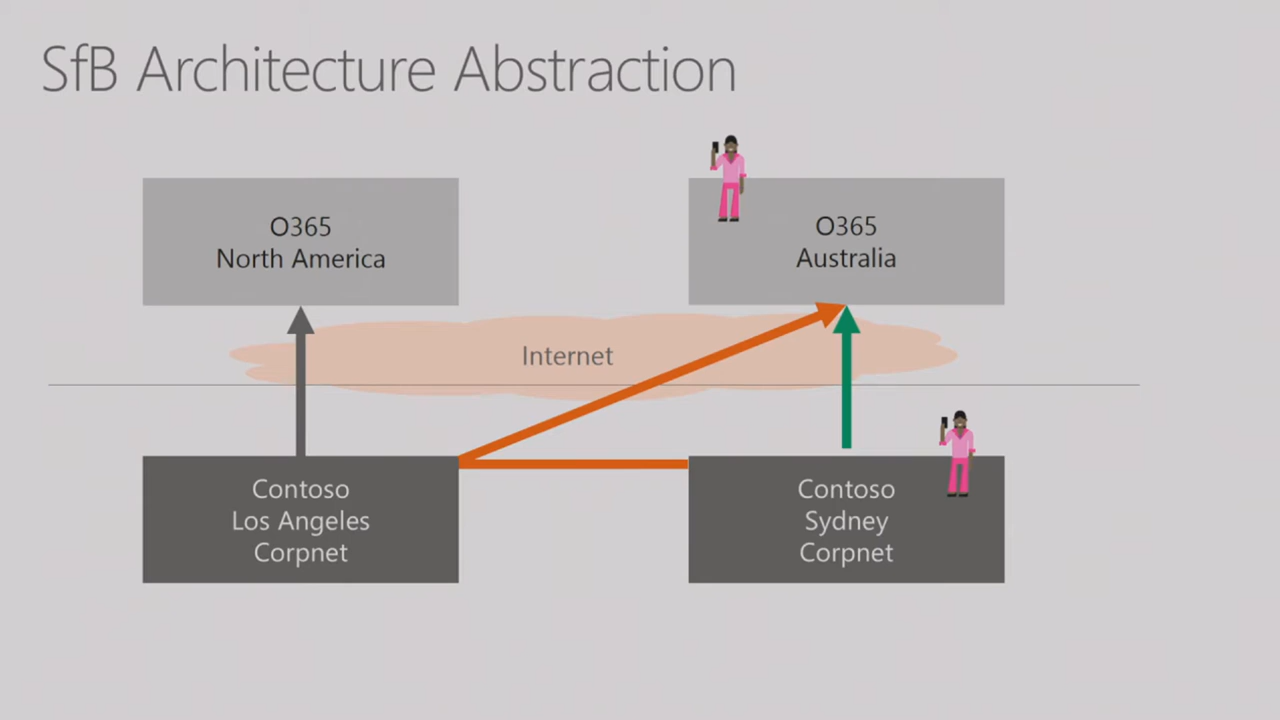 SfB Architecture Abstraction
O365
North America
O365
Australia
Internet
Contoso
Los Angeles
Corpnet
Contoso
Sydney
Corpnet